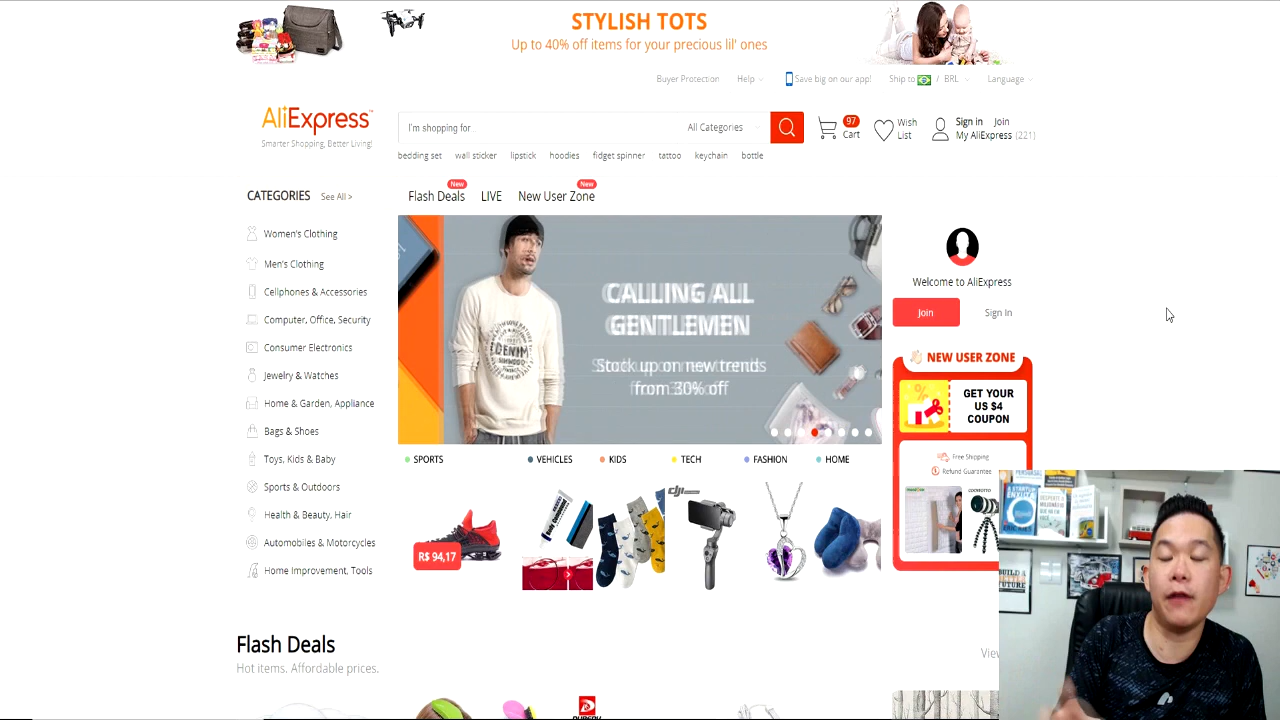 STYLISH TOTS
Up to 40% off items for your precious lil' ones
Buyer Protection Help Save big on our app! Ship to / BRL Language
AliExpress™
Smarter Shopping, Better Living!
I'm shopping for... All Categories
97
Cart
Wish
List
Sign in Join
My AliExpress (221)
bedding set wall sticker lipstick hoodies fidget spinner tattoo keychain bottle
CATEGORIES See All >
New New
Flash Deals LIVE New User Zone
Women's Clothing
Men's Clothing
Cellphones & Accessories
Computer, Office, Security
Consumer Electronics
Jewelry & Watches
Home & Garden, Appliance
Bags & Shoes
Toys, Kids & Baby
Sports & Outdoors
Health & Beauty, Hair
Automobiles & Motorcycles
Home Improvement, Tools
DENIM
CALLING ALL
GENTLEMEN
Stock up on new trends
from 30% off
Welcome to AliExpress
Join Sign In
NEW USER ZONE
GET YOUR
US $4
COUPON
Free Shipping
Refund Guarantee
SPORTS VEHICLES KIDS TECH FASHION HOME
R$ 94,17
dji
Flash Deals
Hot items. Affordable prices.
View
BUILD A
FUTURE